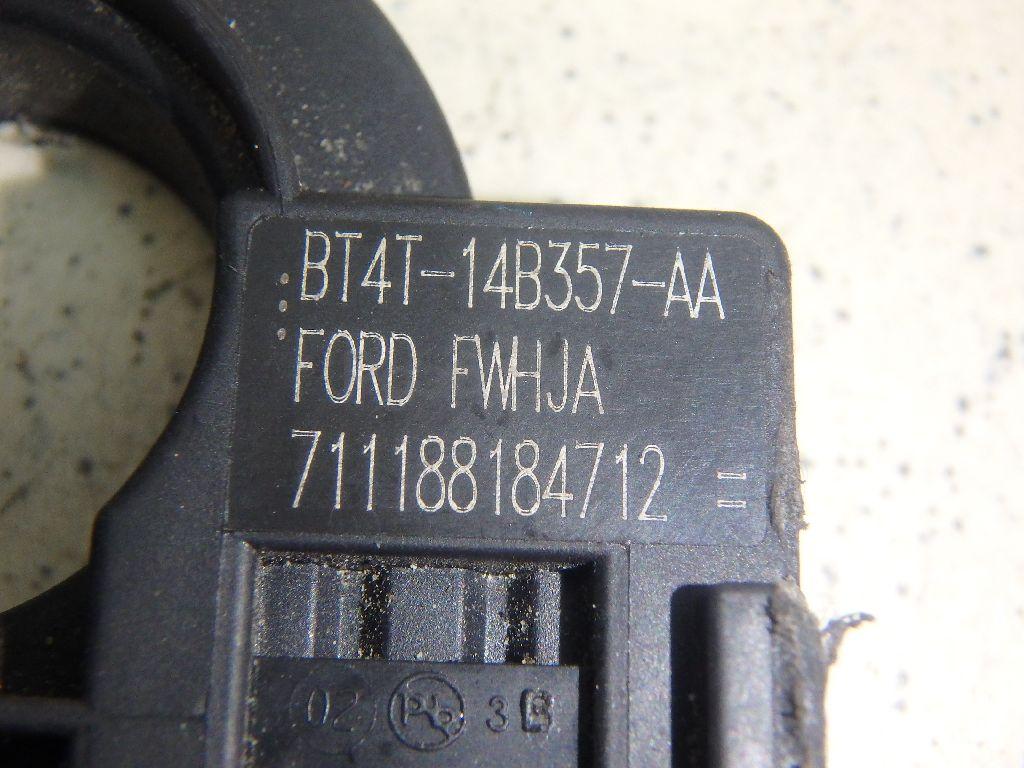 BT4T-14B357-AA
FORD FWHJA
711188184712 =
02 3